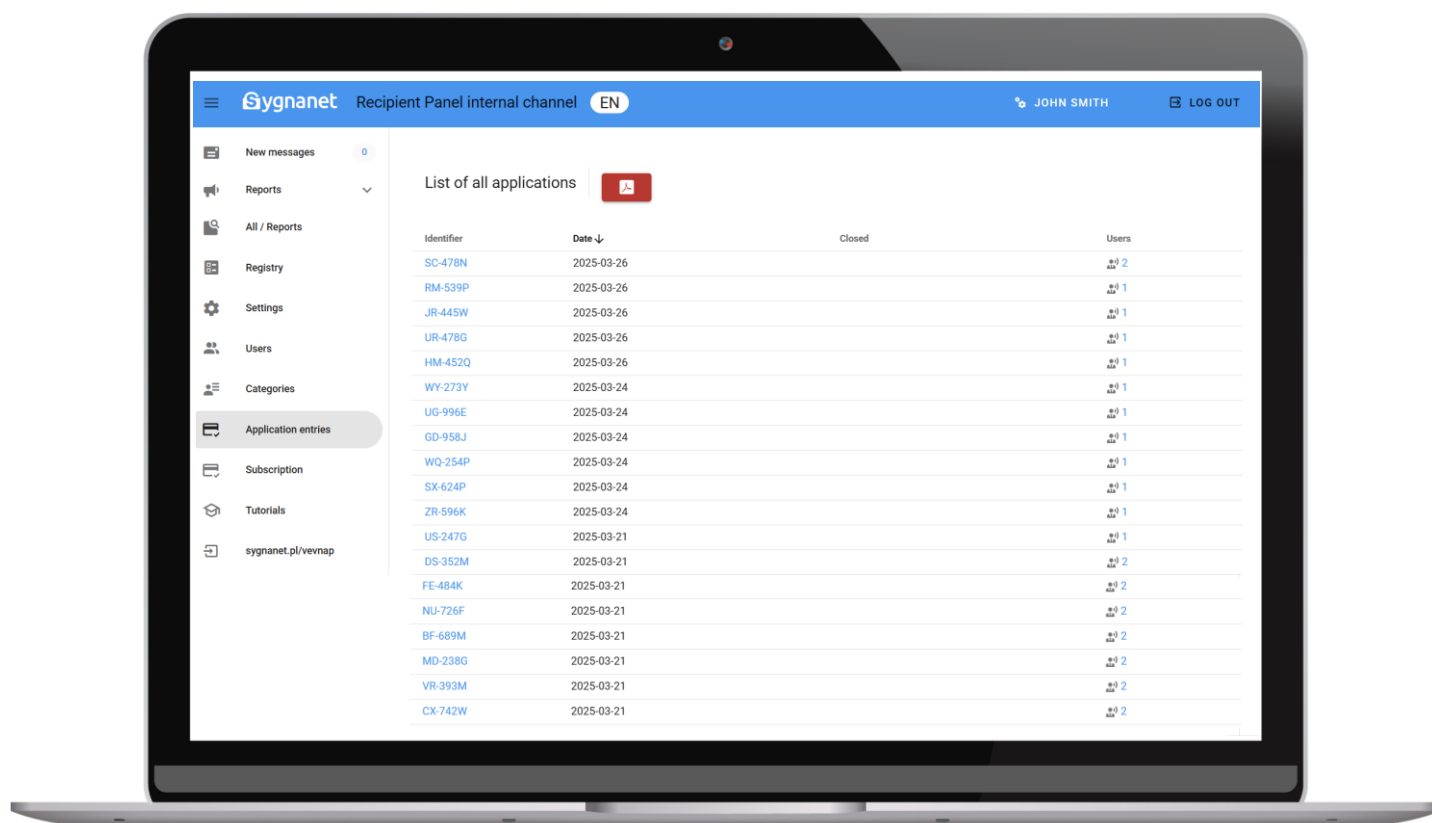 Sygnanet Recipient Panel internal channel EN JOHN SMITH LOG OUT
New messages 0
Reports
All / Reports
Registry
Settings
Users
Categories
Application entries
Subscription
Tutorials
sygnanet.pl/vevnap
List of all applications
Identifier Date Closed Users
SC-478N 2025-03-26 2
RM-539P 2025-03-26 1
JR-445W 2025-03-26 1
UR-478G 2025-03-26 1
HM-452Q 2025-03-26 1
WY-273Y 2025-03-24 1
UG-996E 2025-03-24 1
GD-958J 2025-03-24 1
WQ-254P 2025-03-24 1
SX-624P 2025-03-24 1
ZR-596K 2025-03-24 1
US-247G 2025-03-21 1
DS-352M 2025-03-21 2
FE-484K 2025-03-21 2
NU-726F 2025-03-21 2
BF-689M 2025-03-21 2
MD-238G 2025-03-21 2
VR-393M 2025-03-21 2
CX-742W 2025-03-21 2